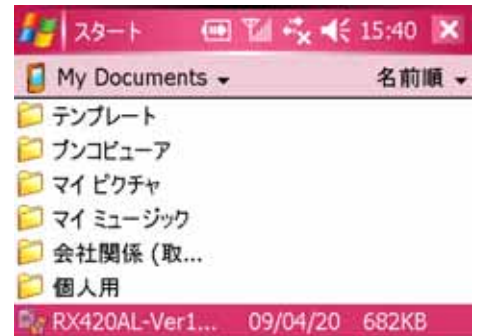 スタート 15:40
My Documents 名前順
テンプレート
ブンコビューア
マイ ピクチャ
マイ ミュージック
会社関係 (取...
個人用
RX420AL-Ver1... 09/04/20 682KB